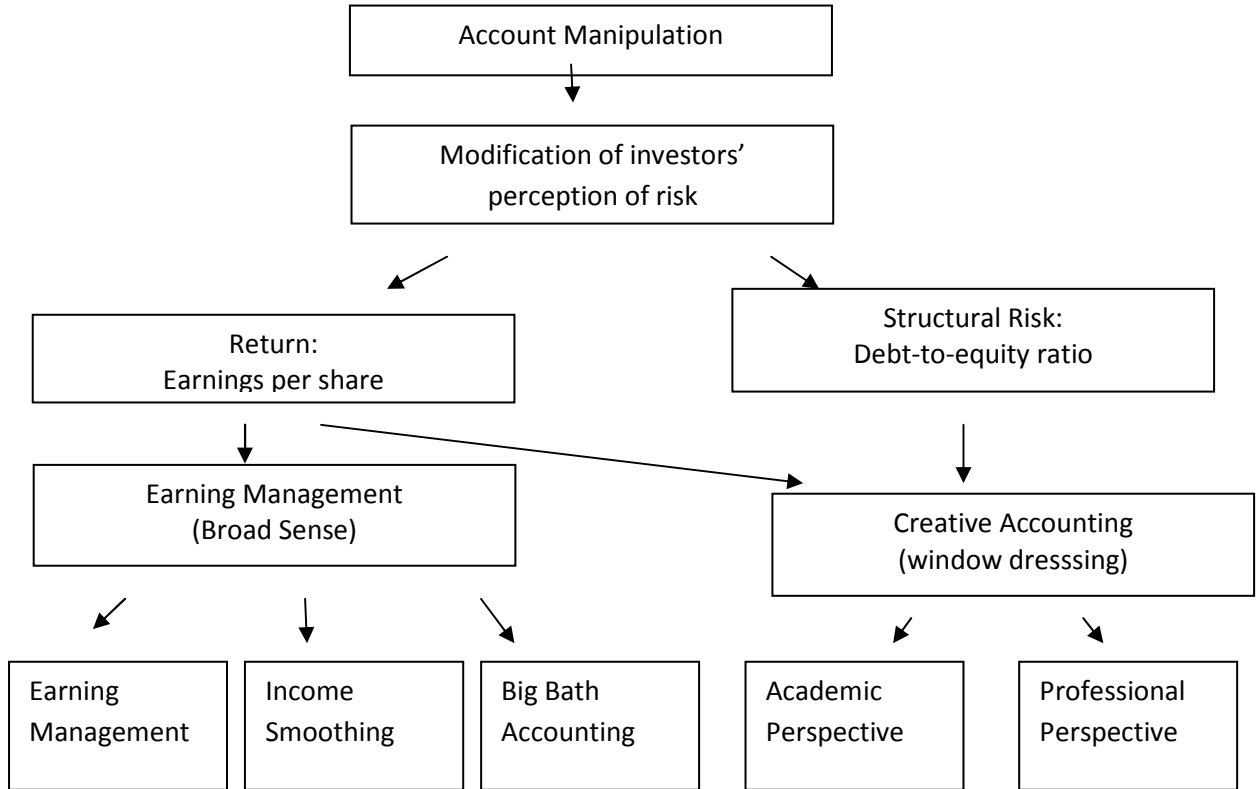 Account Manipulation
Modification of investors’
perception of risk
Structural Risk:
Debt-to-equity ratio
Return:
Earnings per share
Earning Management
(Broad Sense)
Creative Accounting
(window dresssing)
Earning
Management
Income
Smoothing
Big Bath
Accounting
Academic
Perspective
Professional
Perspective